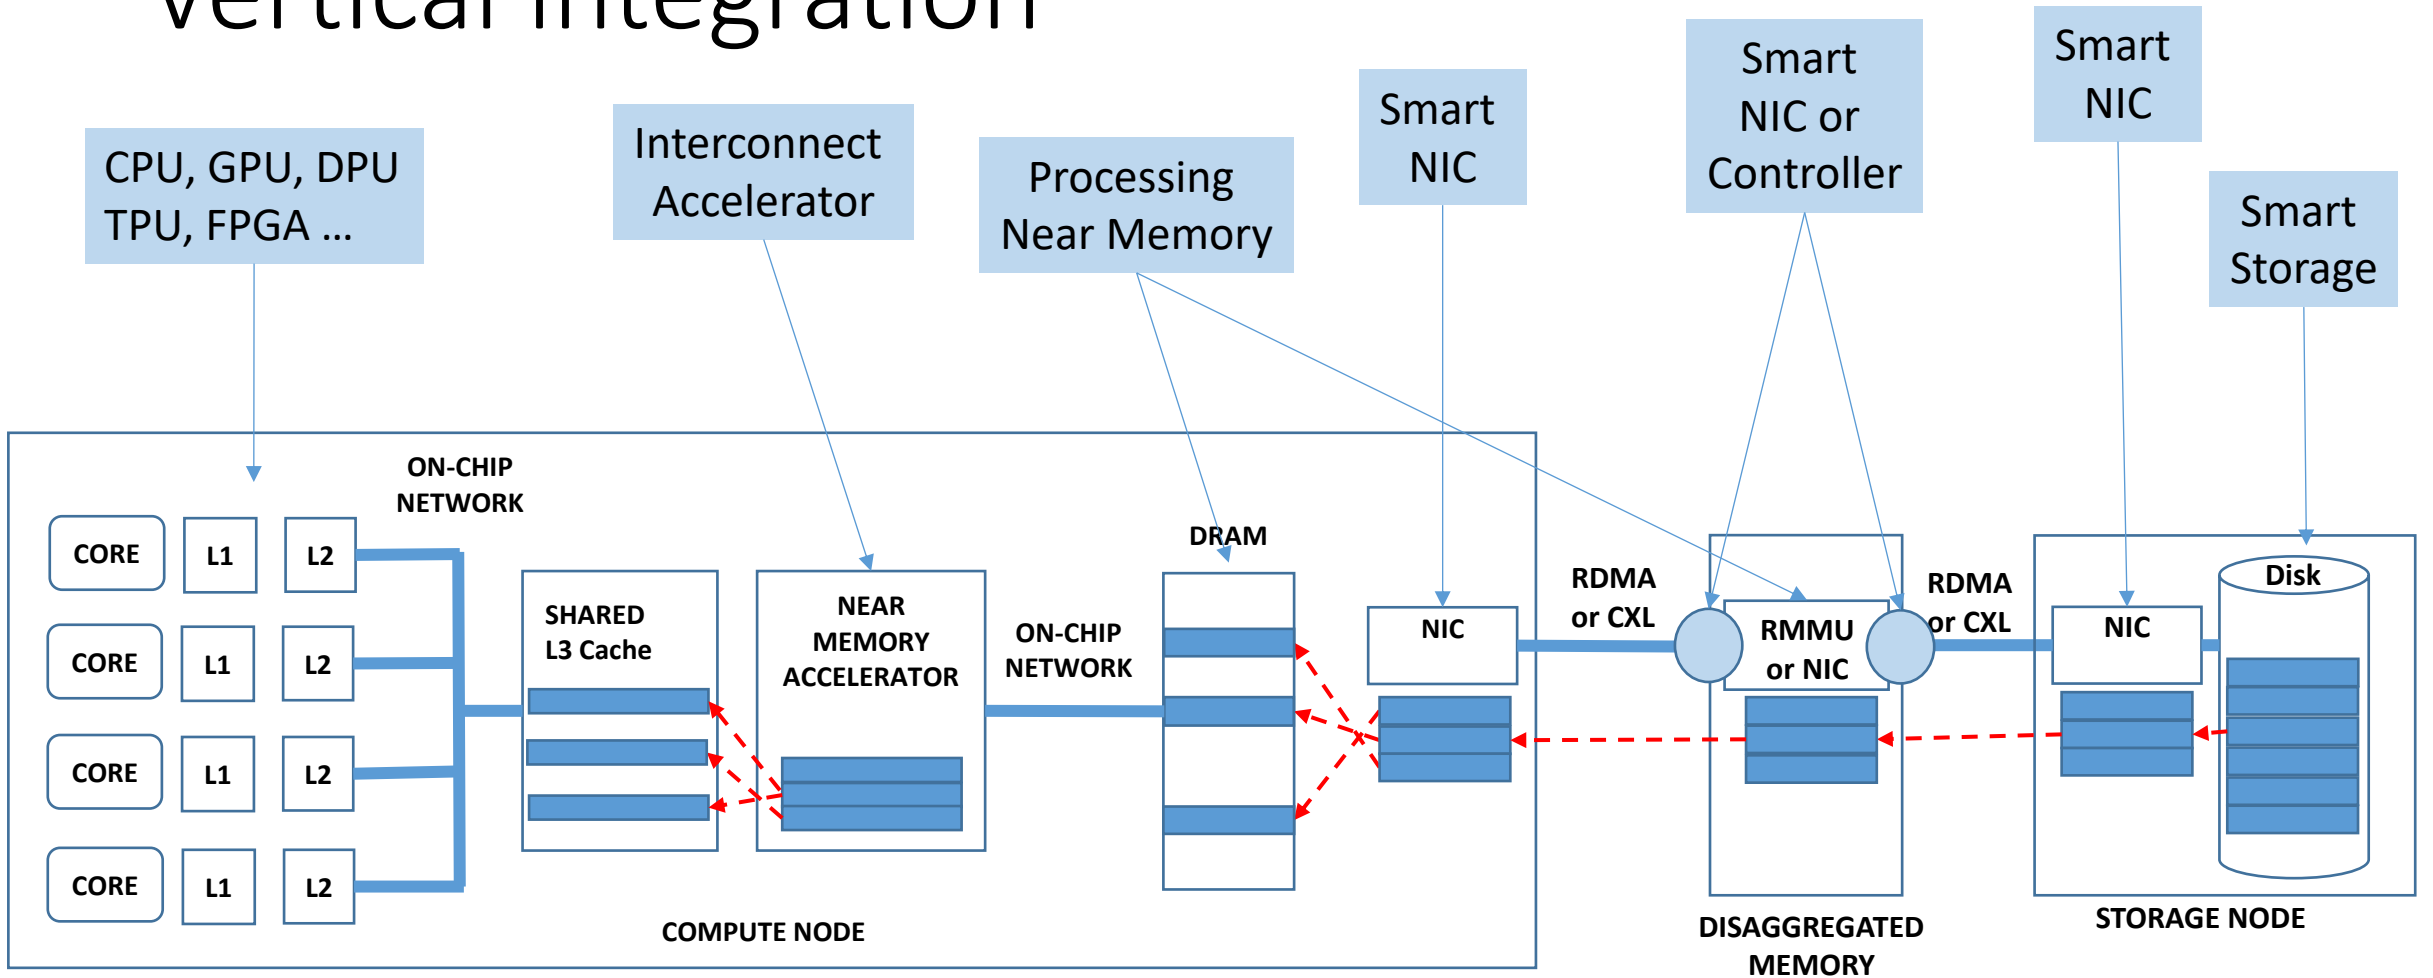 Vertical integration
Smart
NIC
Smart
NIC or
Controller
Smart
NIC
CPU, GPU, DPU
TPU, FPGA ...
Interconnect
Accelerator
Processing
Near Memory
Smart
Storage
ON-CHIP
NETWORK
CORE
L1
L2
CORE
L1
L2
CORE
L1
L2
CORE
L1
L2
SHARED
L3 Cache
NEAR
MEMORY
ACCELERATOR
ON-CHIP
NETWORK
DRAM
NIC
RDMA
or CXL
RMMU
or NIC
RDMA
or CXL
NIC
Disk
COMPUTE NODE
DISAGGREGATED
MEMORY
STORAGE NODE